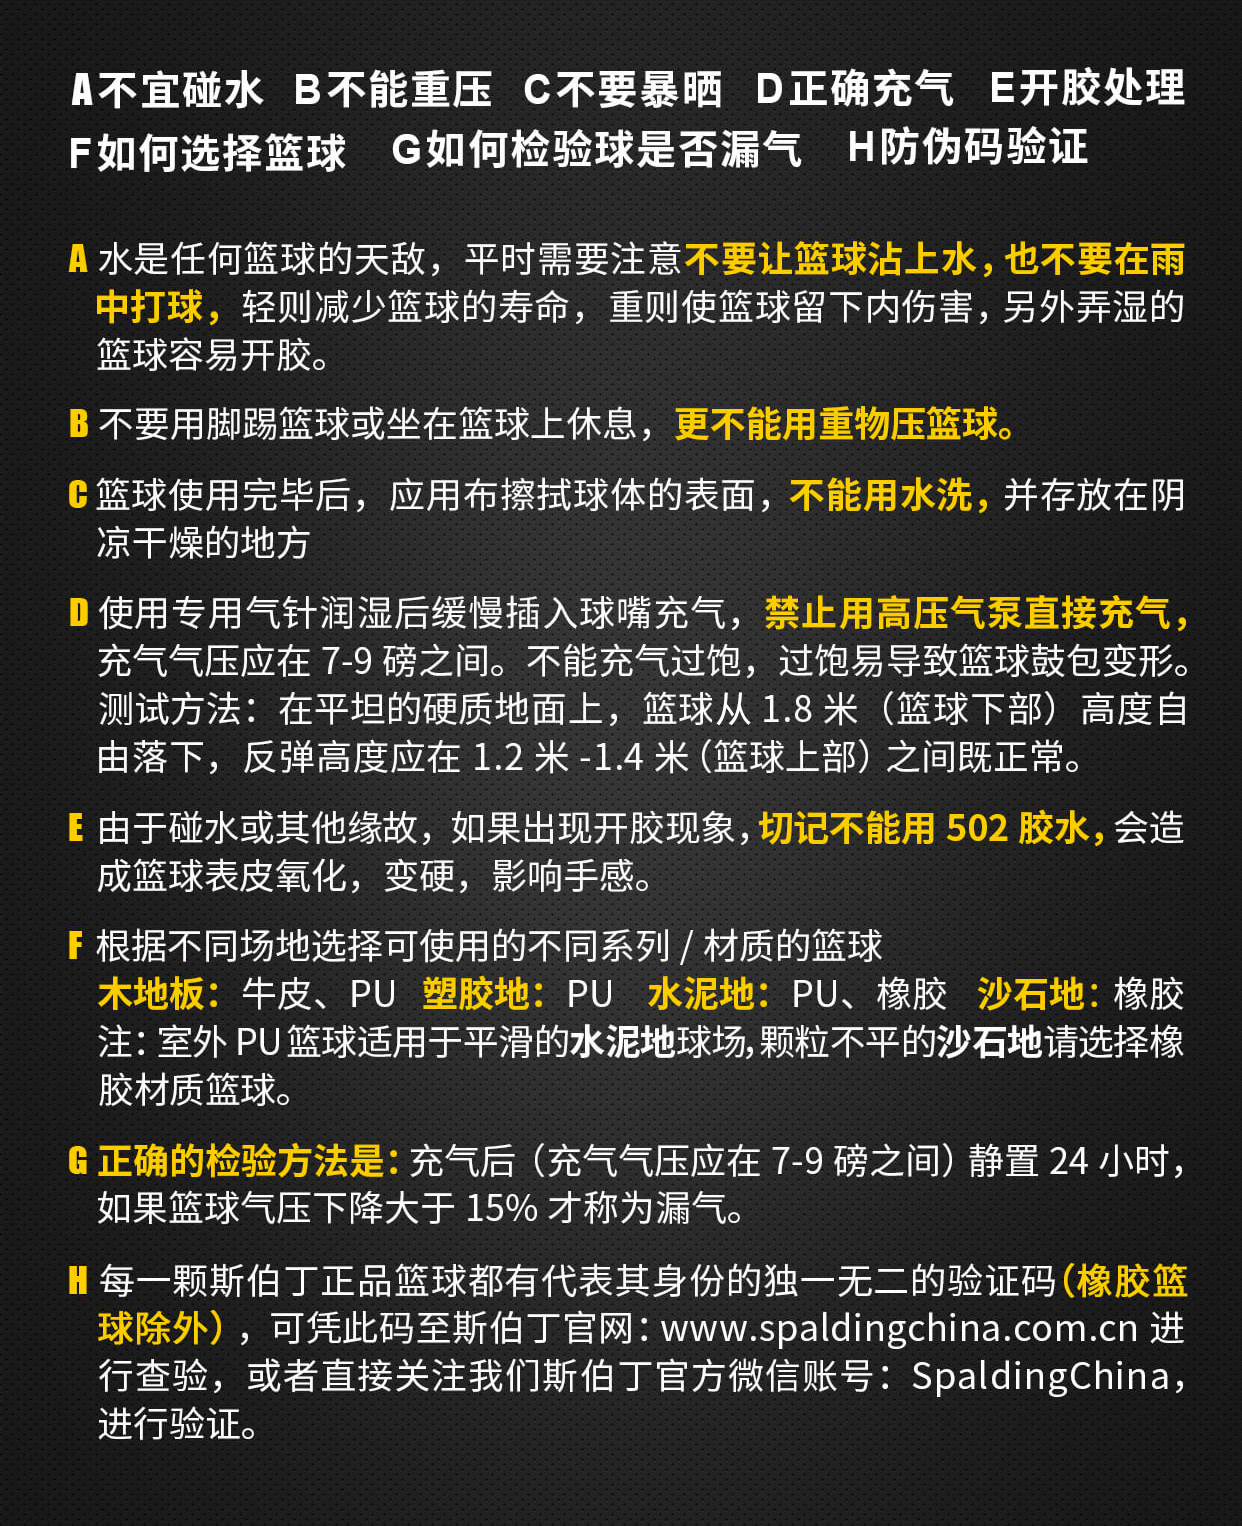 A不宜碰水 B不能重压 C不要暴晒 D正确充气 E开胶处理
F如何选择篮球 G如何检验球是否漏气 H防伪码验证
A 水是任何篮球的天敌，平时需要注意不要让篮球沾上水，也不要在雨
中打球，轻则减少篮球的寿命，重则使篮球留下内伤害，另外弄湿的
篮球容易开胶。
B 不要用脚踢篮球或坐在篮球上休息，更不能用重物压篮球。
C 篮球使用完毕后，应用布擦拭球体的表面，不能用水洗，并存放在阴
凉干燥的地方
D 使用专用气针润湿后缓慢插入球嘴充气，禁止用高压气泵直接充气，
充气气压应在 7-9 磅之间。不能充气过饱，过饱易导致篮球鼓包变形。
测试方法：在平坦的硬质地面上，篮球从 1.8 米（篮球下部）高度自
由落下，反弹高度应在 1.2 米 -1.4 米（篮球上部）之间既正常。
E 由于碰水或其他缘故，如果出现开胶现象，切记不能用 502 胶水，会造
成篮球表皮氧化，变硬，影响手感。
F 根据不同场地选择可使用的不同系列 / 材质的篮球
木地板：牛皮、PU 塑胶地：PU 水泥地：PU、橡胶 沙石地：橡胶
注：室外 PU 篮球适用于平滑的水泥地球场，颗粒不平的沙石地请选择橡
胶材质篮球。
G 正确的检验方法是：充气后（充气气压应在 7-9 磅之间）静置 24 小时，
如果篮球气压下降大于 15% 才称为漏气。
H 每一颗斯伯丁正品篮球都有代表其身份的独一无二的验证码（橡胶篮
球除外），可凭此码至斯伯丁官网：www.spaldingchina.com.cn 进
行查验，或者直接关注我们斯伯丁官方微信账号：SpaldingChina，
进行验证。